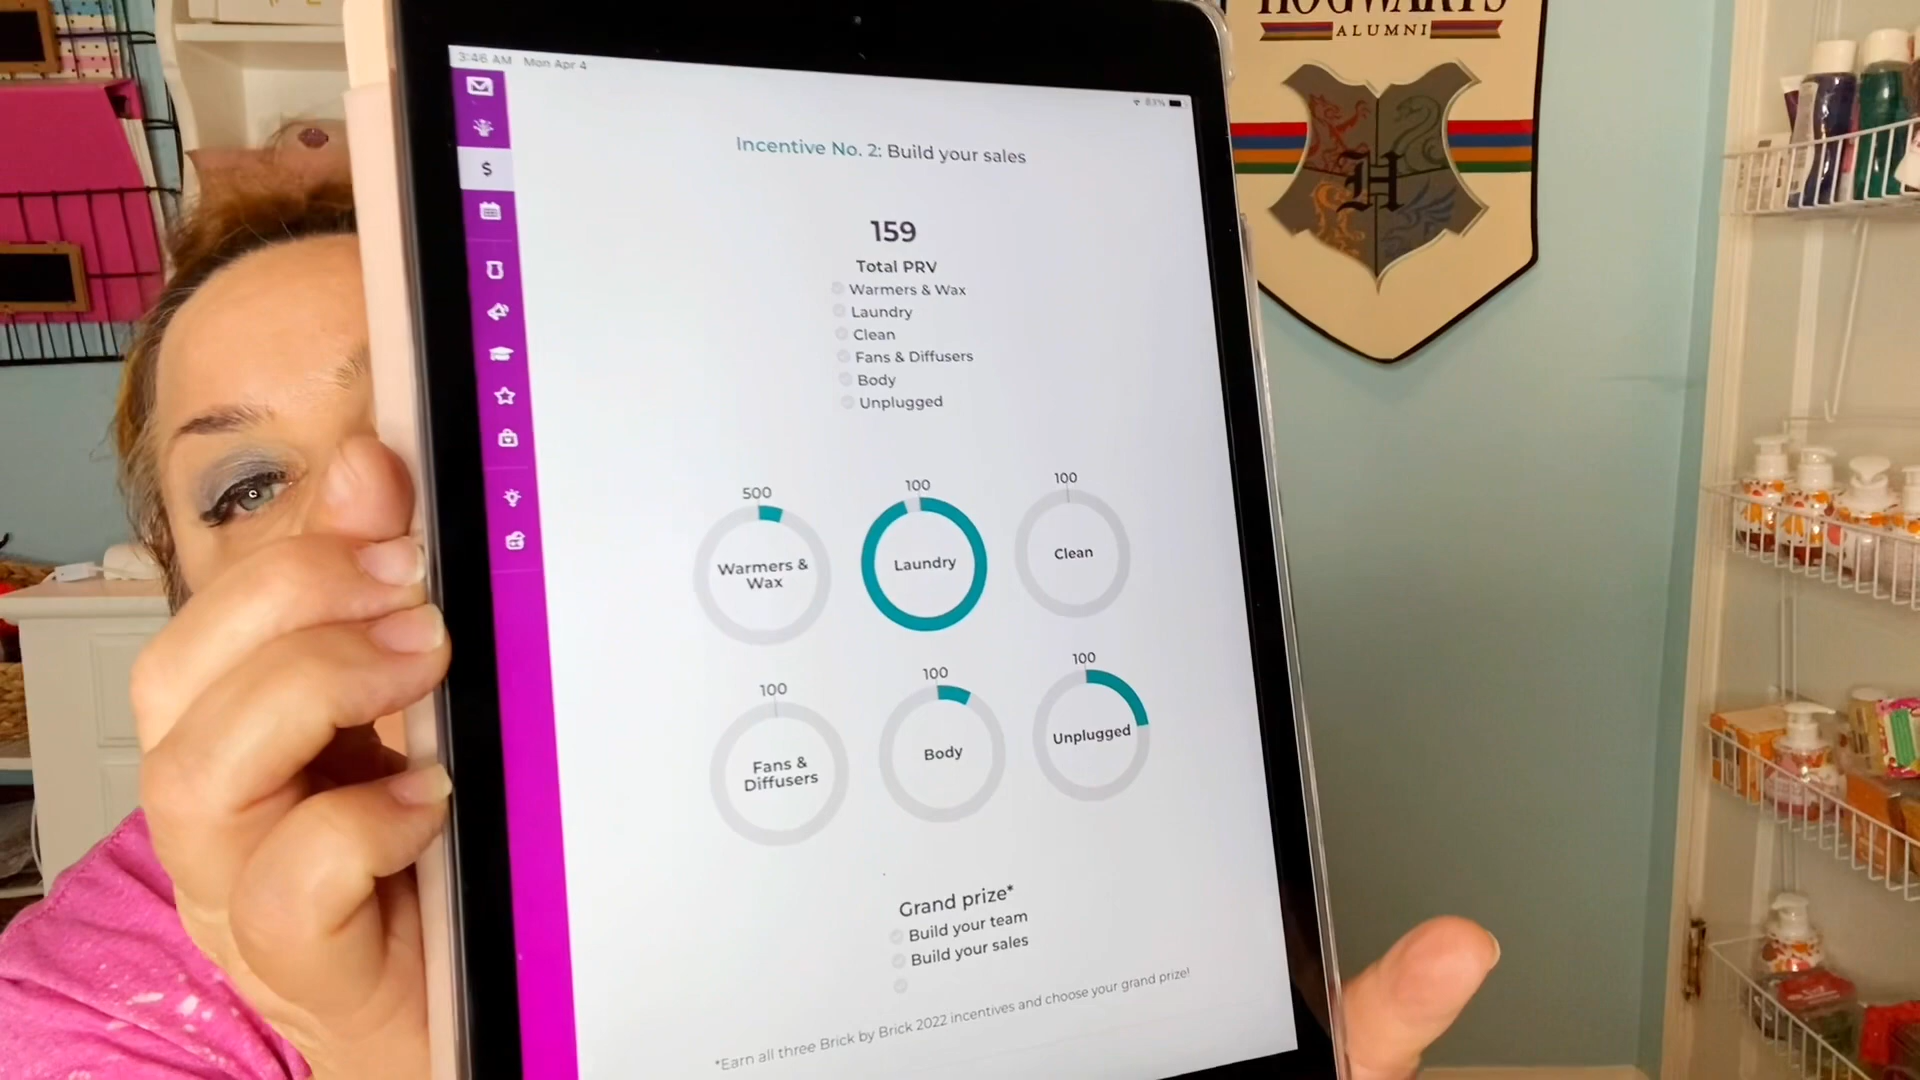 HOGWARTS
ALUMNI
H
3:46 AM Mon Apr 4
83%
Incentive No. 2: Build your sales
159
Total PRV
Warmers & Wax
Laundry
Clean
Fans & Diffusers
Body
Unplugged
500
Warmers &
Wax
100
Laundry
100
Clean
100
Fans &
Diffusers
100
Body
100
Unplugged
Grand prize*
Build your team
Build your sales
*Earn all three Brick by Brick 2022 incentives and choose your grand prize!